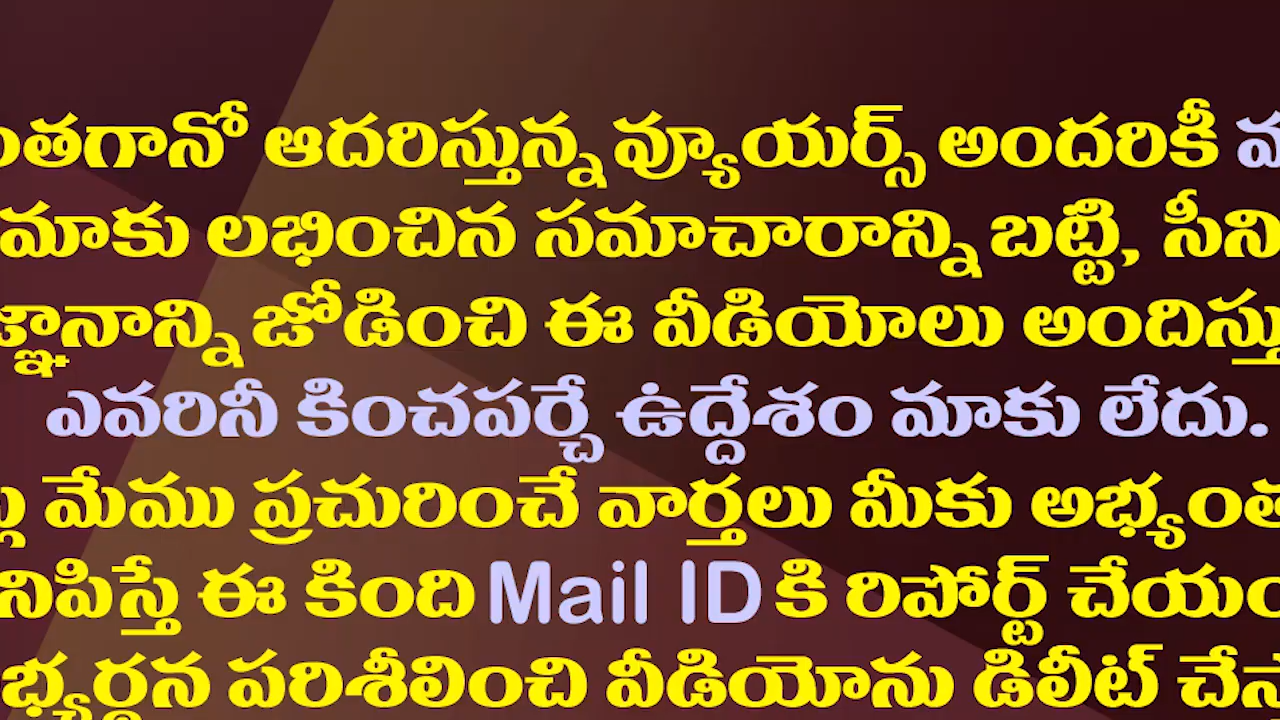 ఆదరిస్తున్న వ్యూయర్స్ అందరికీ
మాకు లభించిన సమాచారాన్ని బట్టి,
జోడించి ఈ వీడియోలు
ఎవరినీ కించపర్చే ఉద్దేశం మాకు లేదు.
మేము ప్రచురించే వార్తలు మీకు
ఈ కింది Mail ID కి రిపోర్ట్
పరిశీలించి వీడియోను డిలీట్